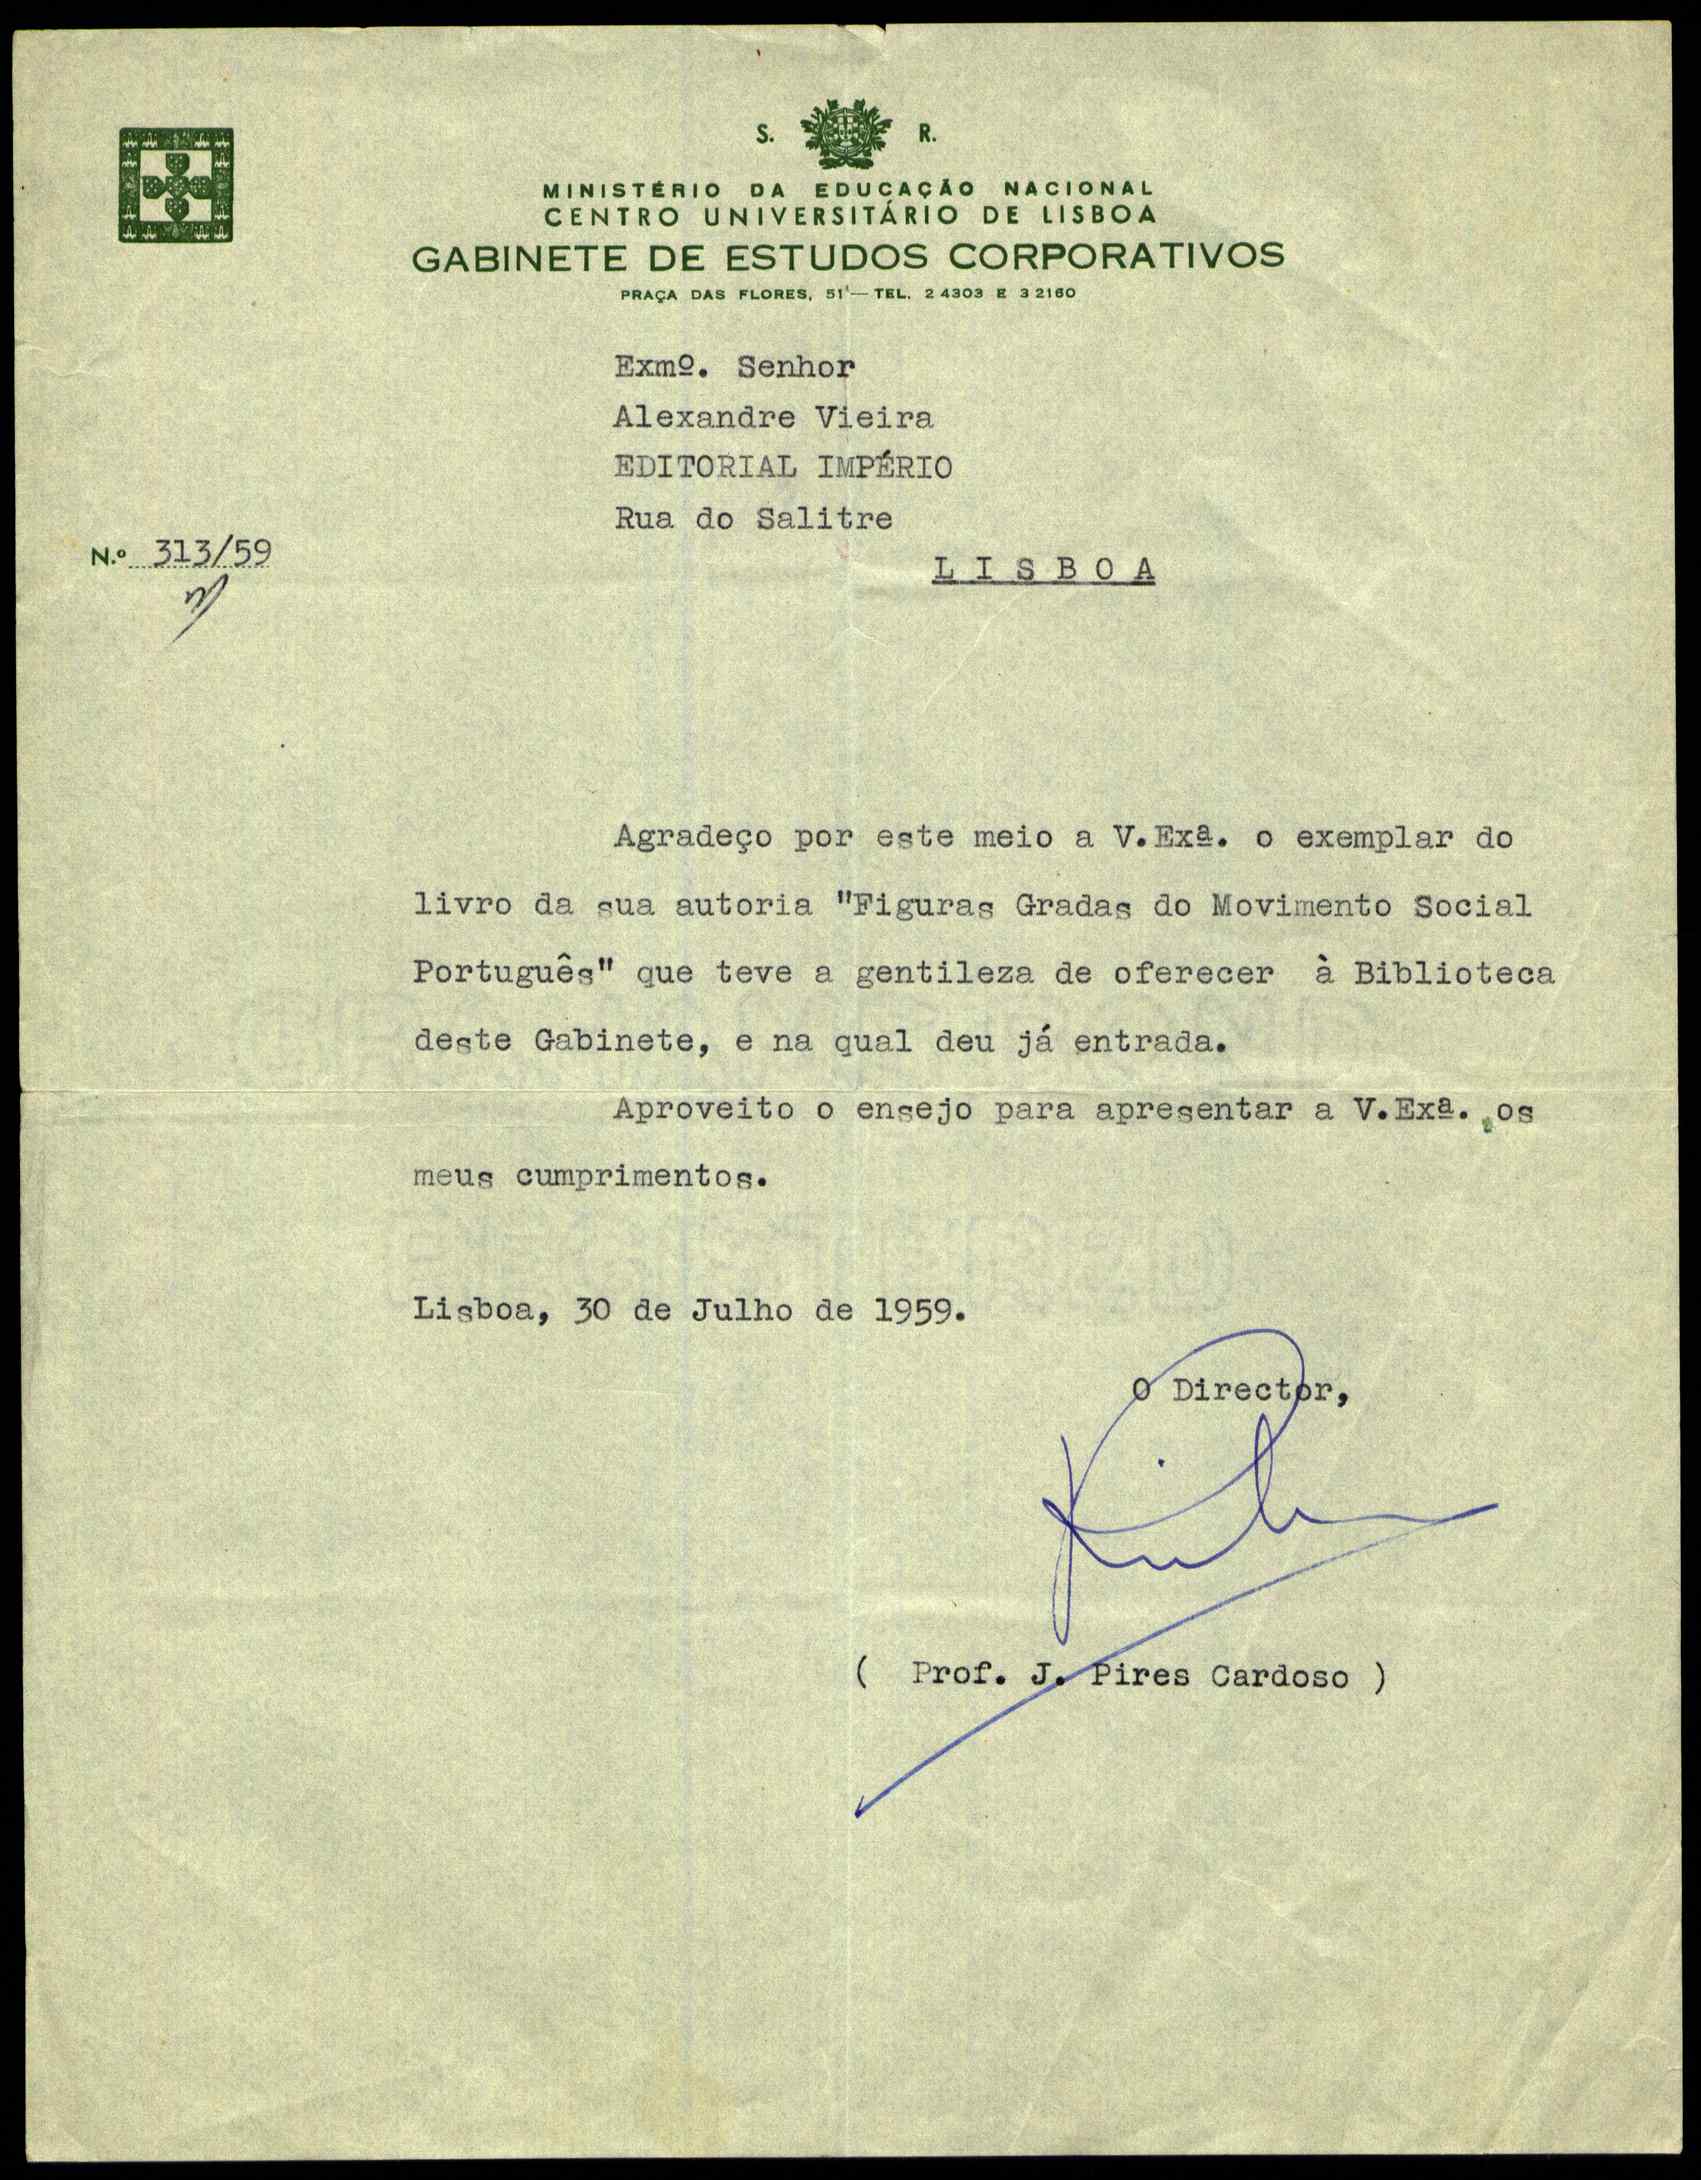 S. R.
MINISTÉRIO DA EDUCAÇÃO NACIONAL
CENTRO UNIVERSITÁRIO DE LISBOA
GABINETE DE ESTUDOS CORPORATIVOS
PRAÇA DAS FLORES, 51¹ — TEL. 2 4303 E 3 2160
Exmº. Senhor
Alexandre Vieira
EDITORIAL IMPÉRIO
Rua do Salitre
L I S B O A
N.º 313/59
Agradeço por este meio a V.Exª. o exemplar do
livro da sua autoria "Figuras Gradas do Movimento Social
Português" que teve a gentileza de oferecer à Biblioteca
deste Gabinete, e na qual deu já entrada.
Aproveito o ensejo para apresentar a V.Exª. os
meus cumprimentos.
Lisboa, 30 de Julho de 1959.
O Director,
( Prof. J. Pires Cardoso )